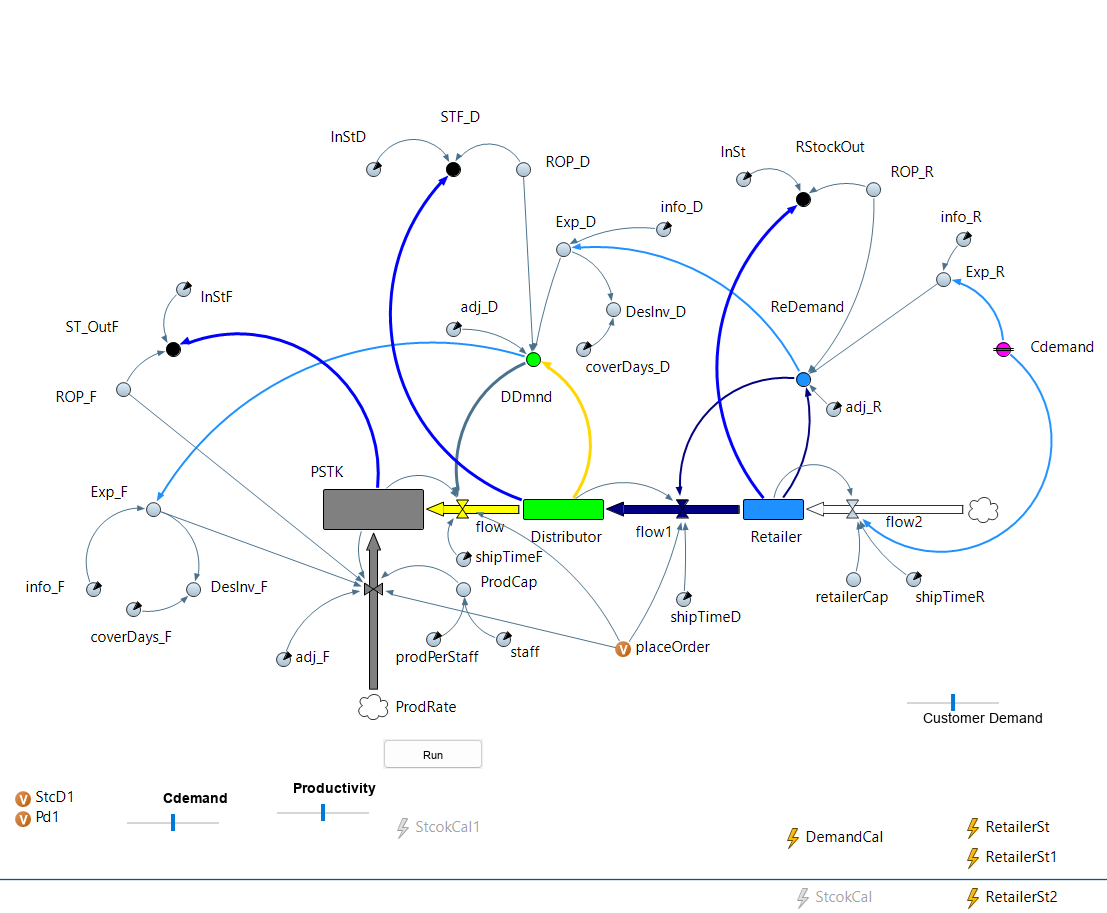 STF_D
InStD
ROP_D
InSt
RStockOut
ROP_R
info_D
Exp_D
info_R
Exp_R
InStF
ST_OutF
adj_D
DesInv_D
ReDemand
Cdemand
coverDays_D
ROP_F
DDmnd
adj_R
PSTK
Exp_F
flow
Distributor
flow1
Retailer
flow2
shipTimeF
ProdCap
info_F
DesInv_F
retailerCap
shipTimeR
shipTimeD
coverDays_F
adj_F
prodPerStaff
staff
V placeOrder
ProdRate
Customer Demand
Run
V StcD1
V Pd1
Cdemand
Productivity
StcokCal1
DemandCal
RetailerSt
RetailerSt1
StcokCal
RetailerSt2